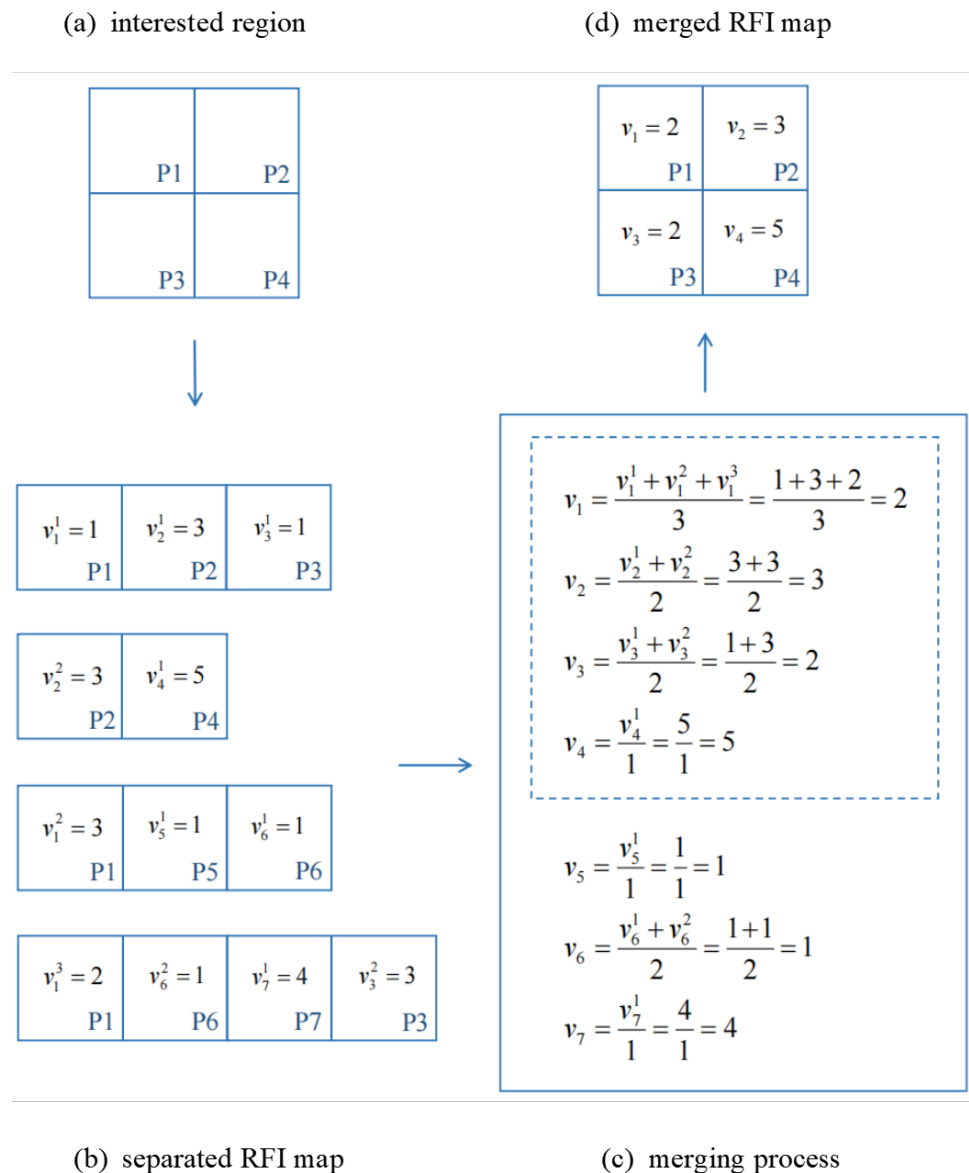 (a) interested region
(d) merged RFI map
P1 P2
P3 P4
v₁ = 2 v₂ = 3
P1 P2
v₃ = 2 v₄ = 5
P3 P4
v₁¹ = 1 v₂¹ = 3 v₃¹ = 1
P1 P2 P3
v₂² = 3 v₄¹ = 5
P2 P4
v₁² = 3 v₅¹ = 1 v₆¹ = 1
P1 P5 P6
v₁³ = 2 v₆² = 1 v₇¹ = 4 v₃² = 3
P1 P6 P7 P3
v₁ = (v₁¹ + v₁² + v₁³)/3 = (1+3+2)/3 = 2
v₂ = (v₂¹ + v₂²)/2 = (3+3)/2 = 3
v₃ = (v₃¹ + v₃²)/2 = (1+3)/2 = 2
v₄ = v₄¹/1 = 5/1 = 5
v₅ = v₅¹/1 = 1/1 = 1
v₆ = (v₆¹ + v₆²)/2 = (1+1)/2 = 1
v₇ = v₇¹/1 = 4/1 = 4
(b) separated RFI map
(c) merging process